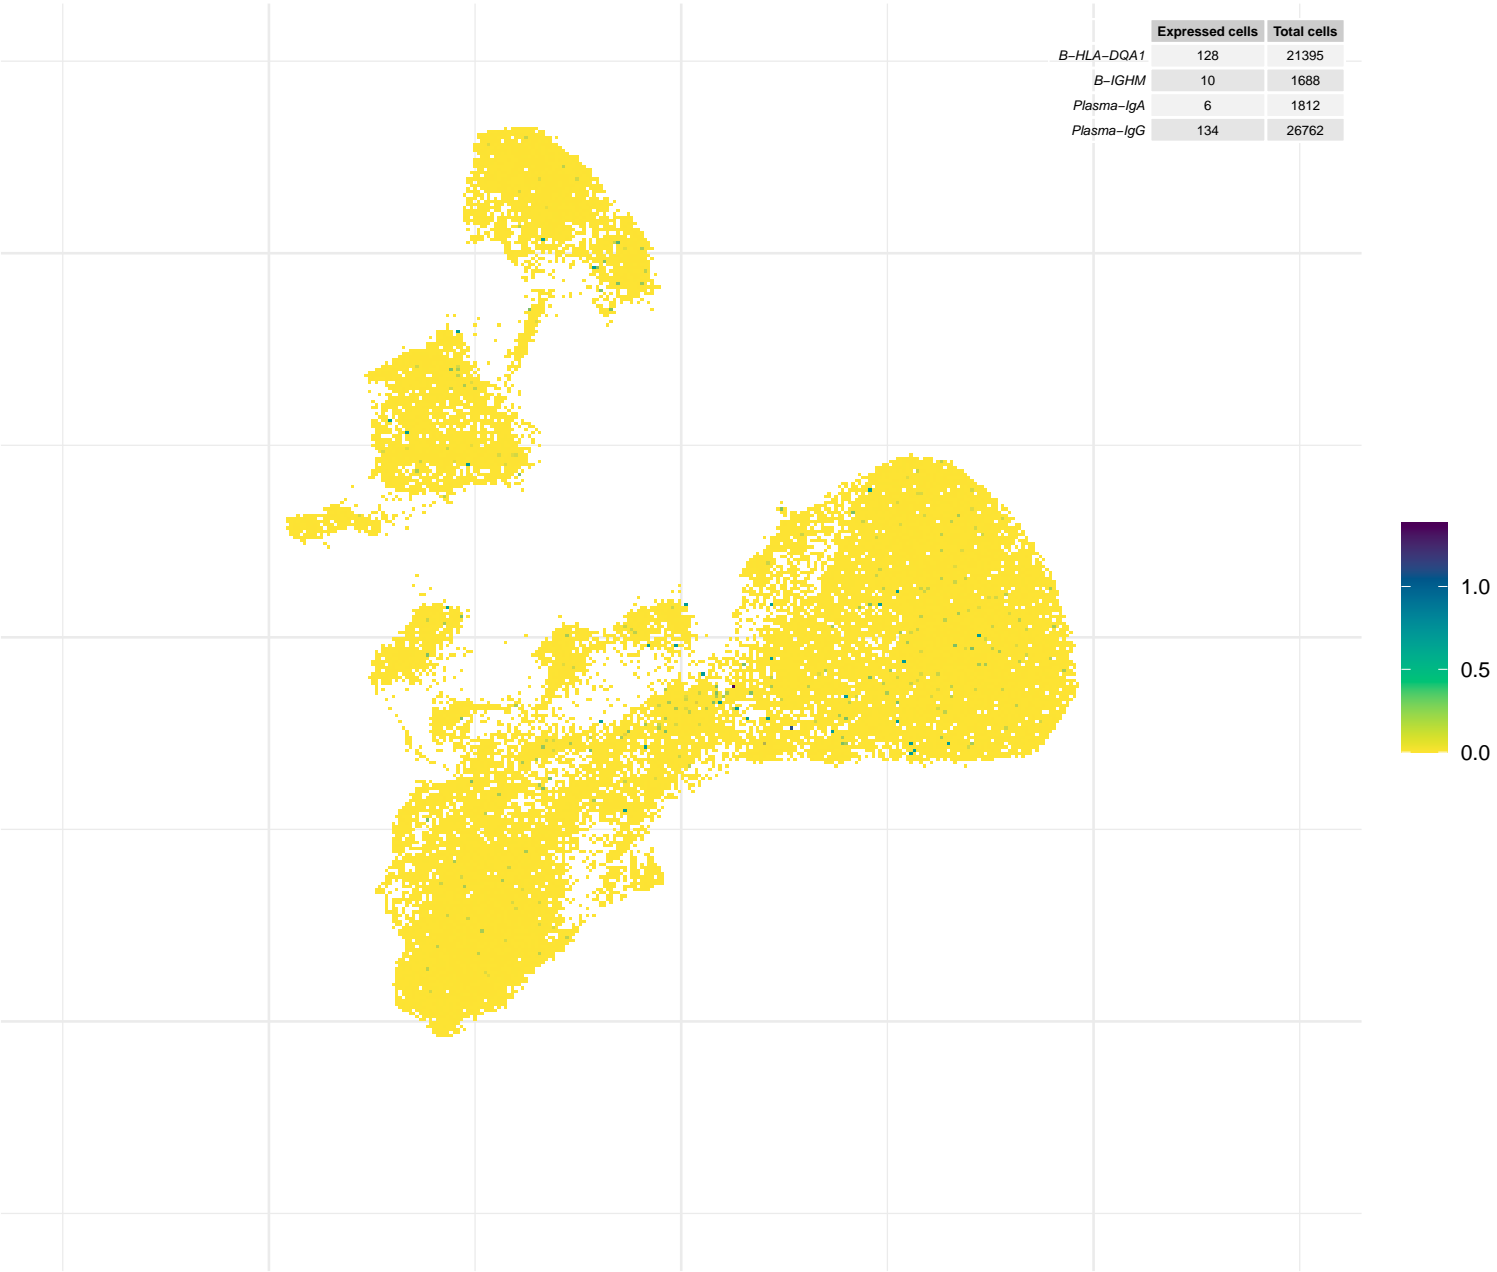 Expressed cells Total cells
B−HLA−DQA1 128 21395
B−IGHM 10 1688
Plasma−IgA 6 1812
Plasma−IgG 134 26762
1.0
0.5
0.0